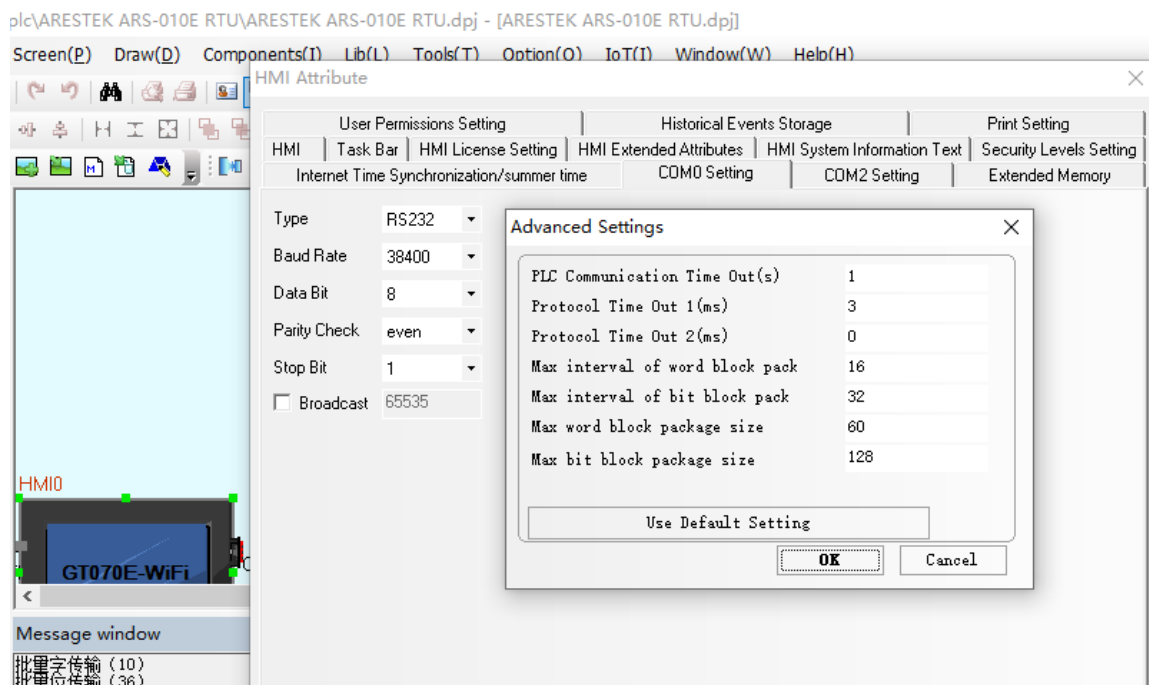 plc\ARESTEK ARS-010E RTU\ARESTEK ARS-010E RTU.dpj - [ARESTEK ARS-010E RTU.dpj]
Screen(P) Draw(D) Components(I) Lib(L) Tools(T) Option(O) IoT(I) Window(W) Help(H)
HMI Attribute
User Permissions Setting Historical Events Storage Print Setting
HMI Task Bar HMI License Setting HMI Extended Attributes HMI System Information Text Security Levels Setting
Internet Time Synchronization/summer time COM0 Setting COM2 Setting Extended Memory
Type RS232
Baud Rate 38400
Data Bit 8
Parity Check even
Stop Bit 1
Broadcast 65535
Advanced Settings
PLC Communication Time Out(s) 1
Protocol Time Out 1(ms) 3
Protocol Time Out 2(ms) 0
Max interval of word block pack 16
Max interval of bit block pack 32
Max word block package size 60
Max bit block package size 128
Use Default Setting
OK Cancel
HMI0
GT070E-WiFi
Message window
批量字传输 (10)
批量位传输 (36)